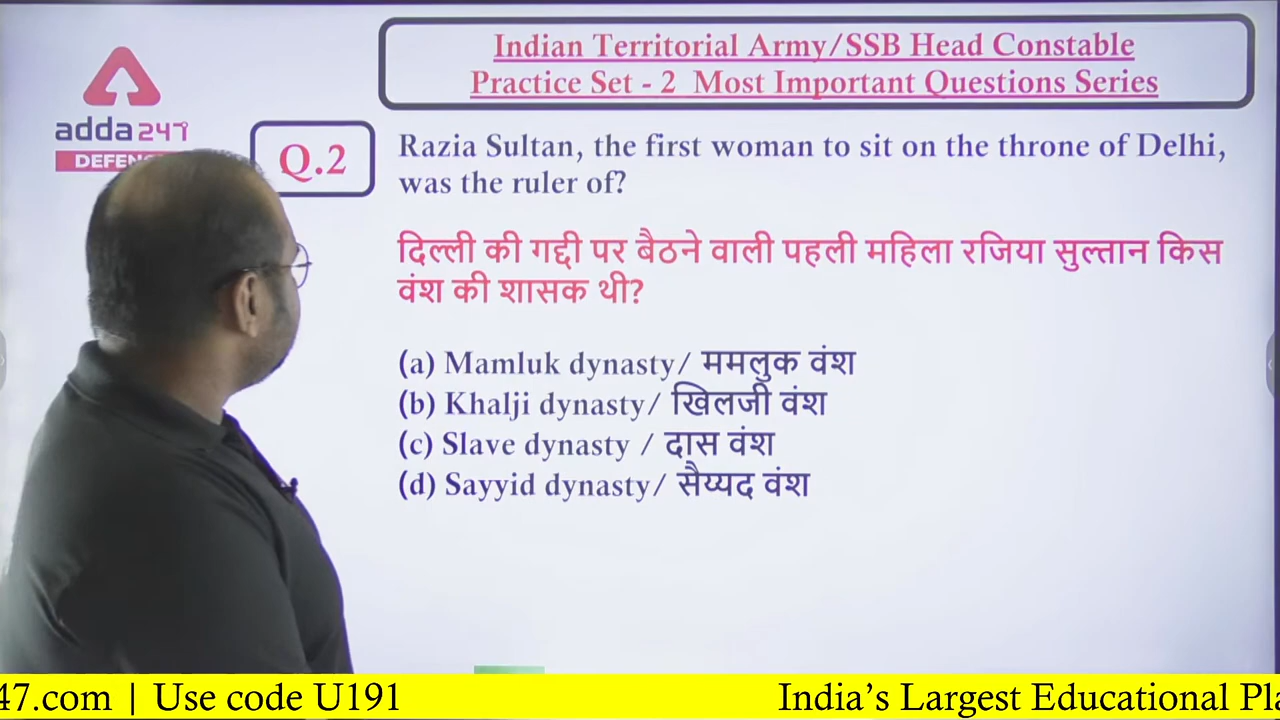 Indian Territorial Army/SSB Head Constable
Practice Set - 2 Most Important Questions Series
adda247
DEFENC
Q.2
Razia Sultan, the first woman to sit on the throne of Delhi,
was the ruler of?
दिल्ली की गद्दी पर बैठने वाली पहली महिला रजिया सुल्तान किस
वंश की शासक थी?
(a) Mamluk dynasty/ ममलुक वंश
(b) Khalji dynasty/ खिलजी वंश
(c) Slave dynasty / दास वंश
(d) Sayyid dynasty/ सैय्यद वंश
47.com | Use code U191 India’s Largest Educational Pla